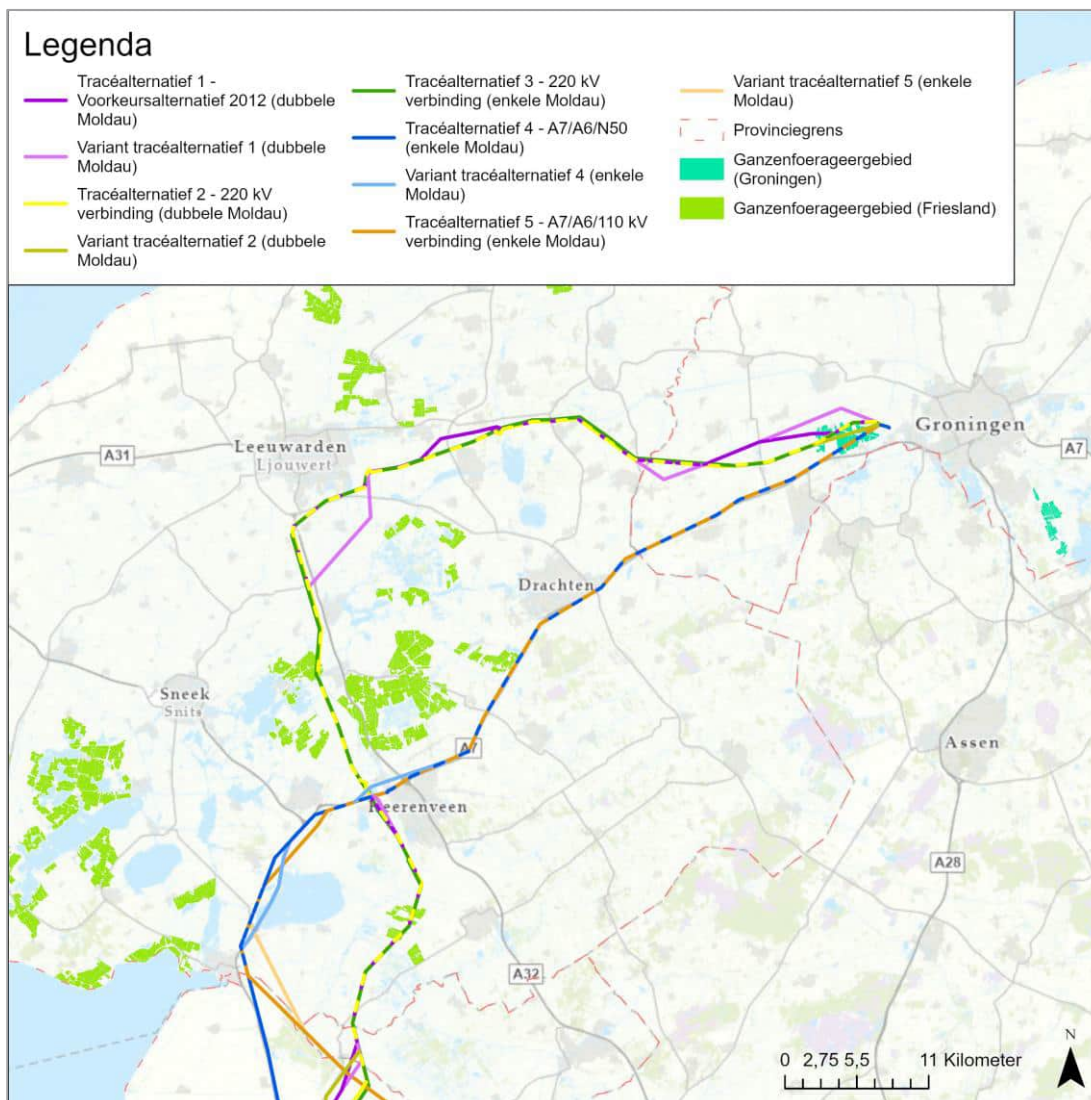 Legenda
Tracéalternatief 1 -
Voorkeursalternatief 2012 (dubbele
Moldau)
Variant tracéalternatief 1 (dubbele
Moldau)
Tracéalternatief 2 - 220 kV
verbinding (dubbele Moldau)
Variant tracéalternatief 2 (dubbele
Moldau)
Tracéalternatief 3 - 220 kV
verbinding (enkele Moldau)
Tracéalternatief 4 - A7/A6/N50
(enkele Moldau)
Variant tracéalternatief 4 (enkele
Moldau)
Tracéalternatief 5 - A7/A6/110 kV
verbinding (enkele Moldau)
Variant tracéalternatief 5 (enkele
Moldau)
Provinciegrens
Ganzenfoerageergebied
(Groningen)
Ganzenfoerageergebied (Friesland)
Groningen
A7
Leeuwarden
Ljouwert
A31
Drachten
Sneek
Snits
A7
Assen
Heerenveen
A28
A32
N
0 2,75 5,5 11 Kilometer